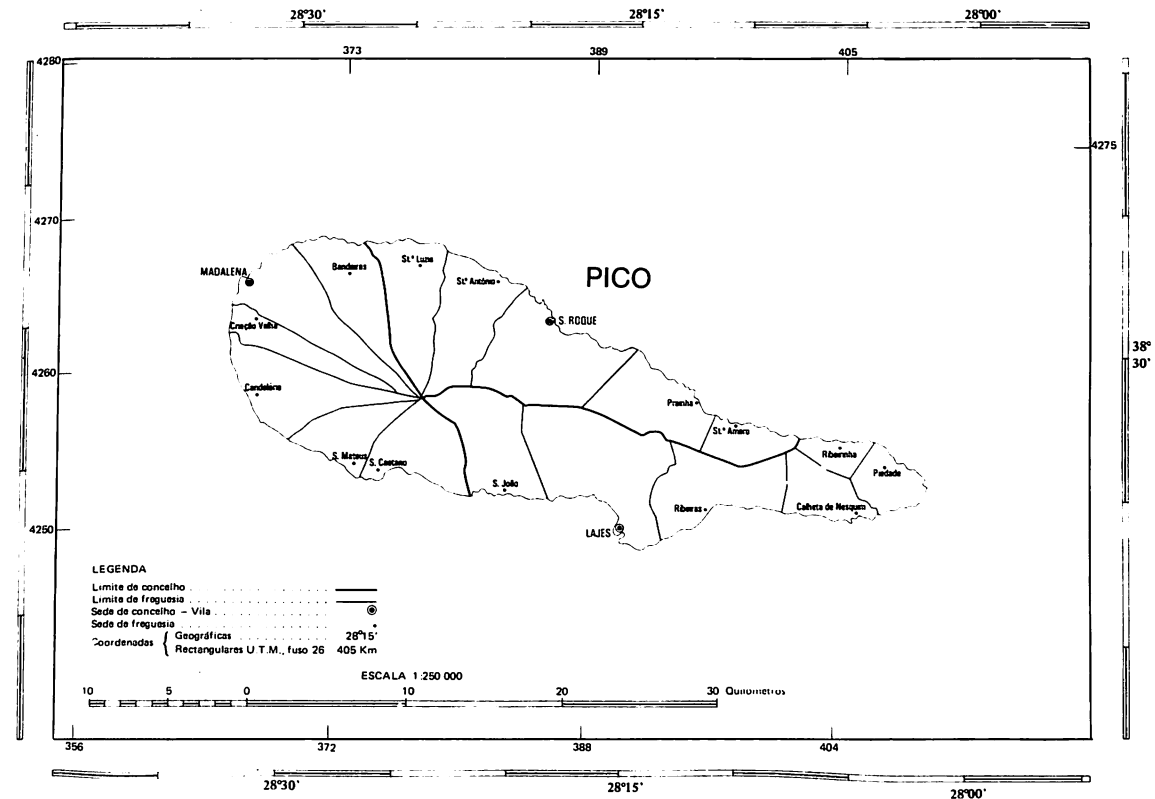 28°30' 28°15' 28°00'
373 389 405
4280
4275
4270
4260
4250
38°
30'
PICO
MADALENA
Bandeiras
Stª Luzia
Stº António
S. ROQUE
Criação Velha
Candelária
Prainha
Stº Amaro
Ribeirinha
Piedade
S. Mateus
S. Caetano
S. João
Ribeiras
Calheta de Nesquim
LAJES
LEGENDA
Limite de concelho
Limite de freguesia
Sede de concelho – Vila
Sede de freguesia
Coordenadas { Geográficas 28°15'
Rectangulares U.T.M., fuso 26 405 Km
ESCALA 1:250 000
10 5 0 10 20 30 Quilómetros
356 372 388 404
28°30' 28°15' 28°00'